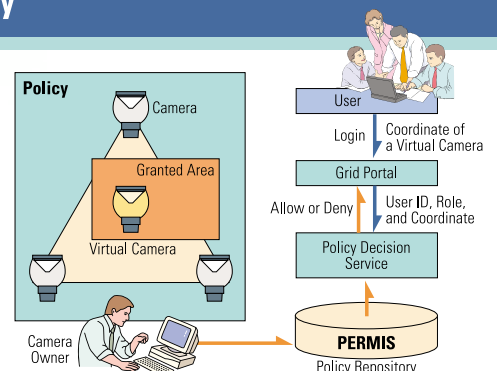 y
Policy
Camera
Granted Area
Virtual Camera
Camera
Owner
User
Login
Coordinate of
a Virtual Camera
Grid Portal
Allow or Deny
User ID, Role,
and Coordinate
Policy Decision
Service
PERMIS
Policy Repository